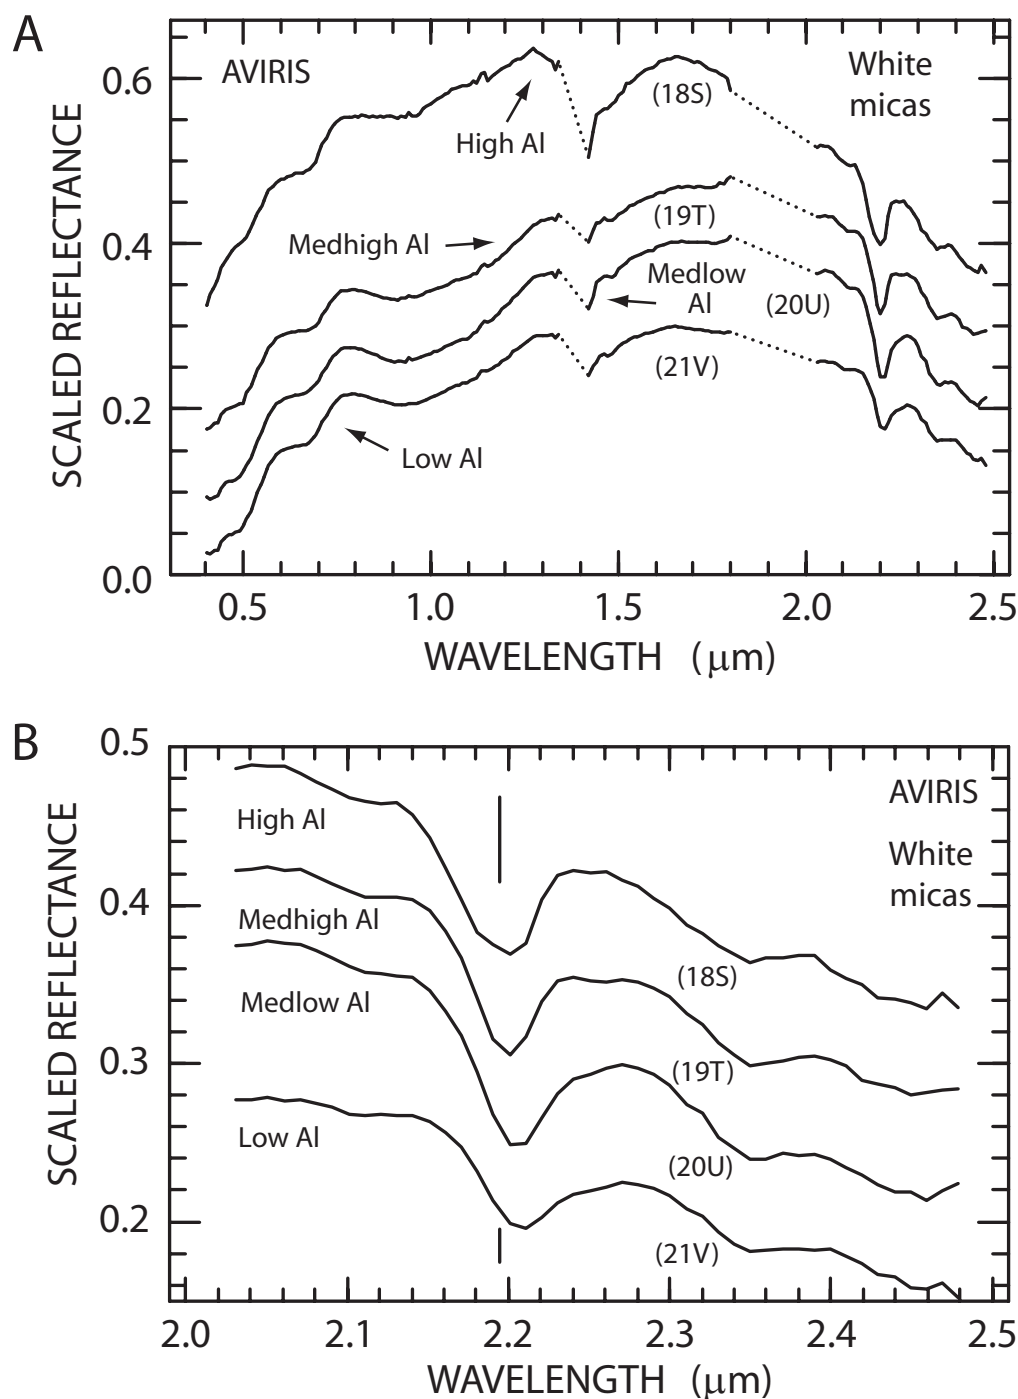 A
AVIRIS
White
micas
0.6
(18S)
High Al
(19T)
Medhigh Al
0.4
Medlow
Al
(20U)
(21V)
0.2
Low Al
0.0
SCALED REFLECTANCE
0.5
1.0
1.5
2.0
2.5
WAVELENGTH (μm)
B
0.5
AVIRIS
High Al
White
micas
0.4
Medhigh Al
(18S)
Medlow Al
0.3
(19T)
Low Al
(20U)
0.2
(21V)
SCALED REFLECTANCE
2.0
2.1
2.2
2.3
2.4
2.5
WAVELENGTH (μm)